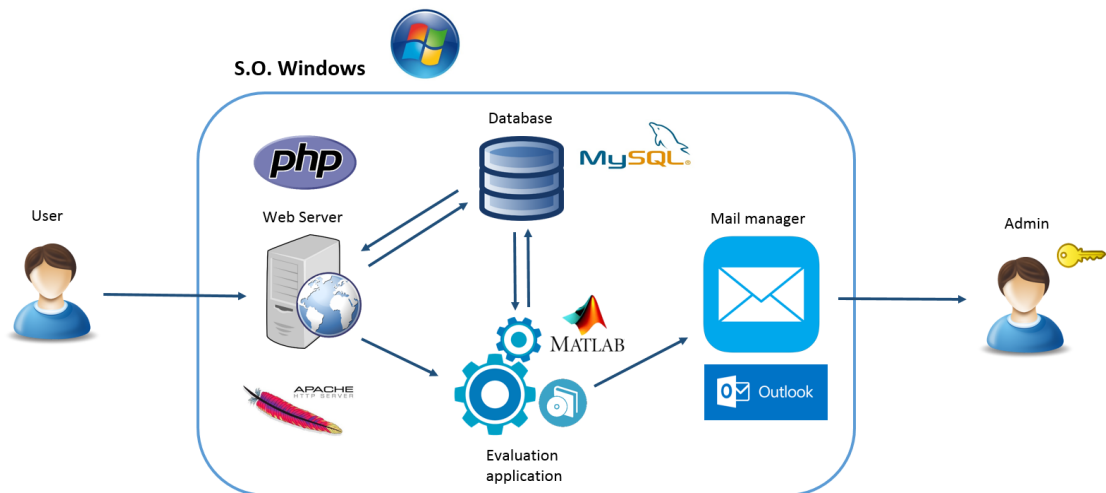 S.O. Windows
Database
php
MySQL®
User
Web Server
Mail manager
Admin
MATLAB
APACHE
HTTP SERVER
Outlook
Evaluation
application